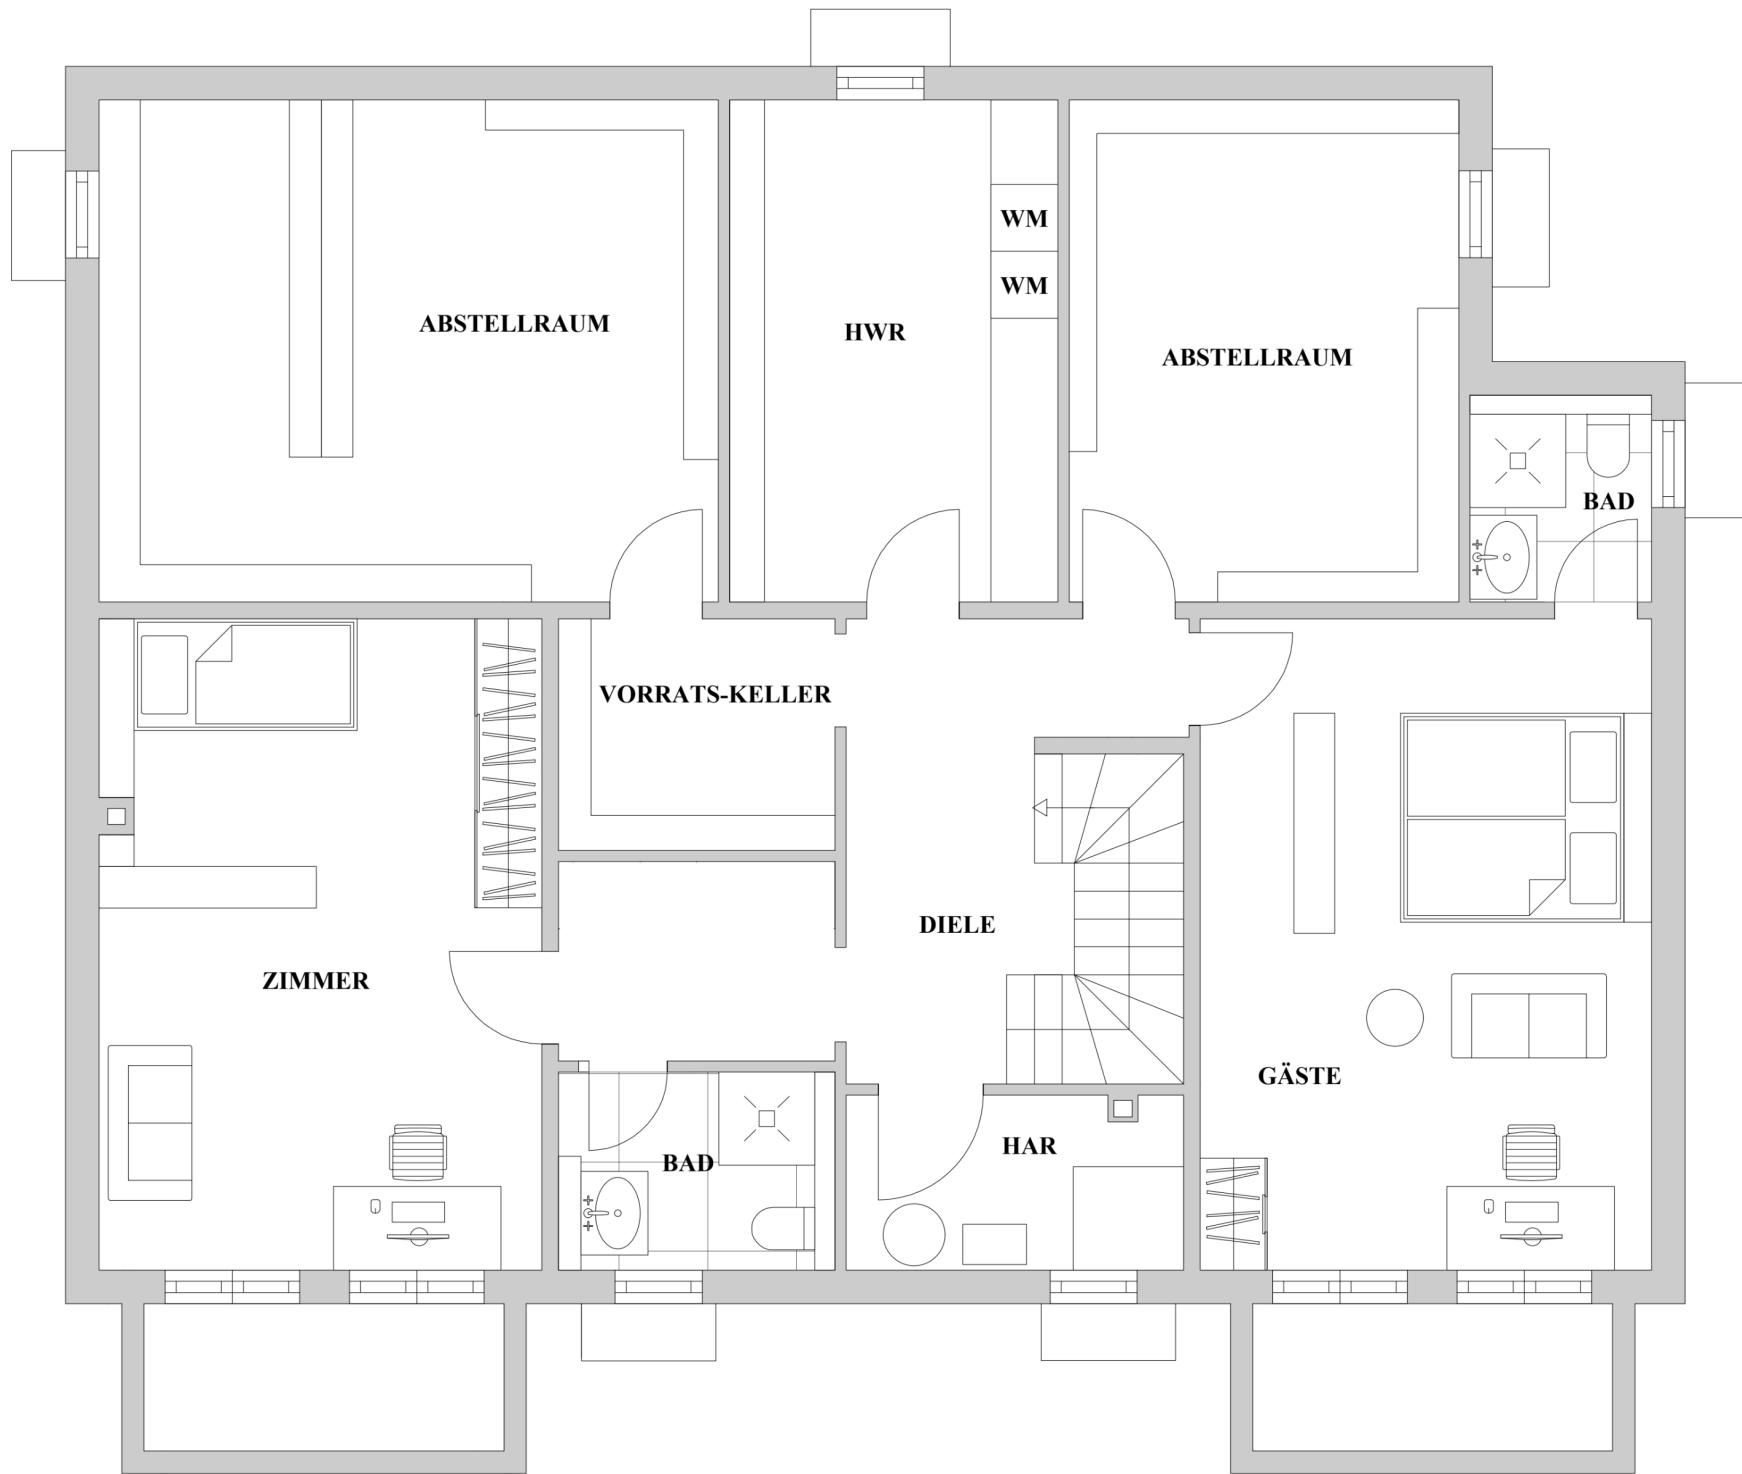 WM
WM
ABSTELLRAUM
HWR
ABSTELLRAUM
BAD
VORRATS-KELLER
DIELE
ZIMMER
GÄSTE
BAD
HAR